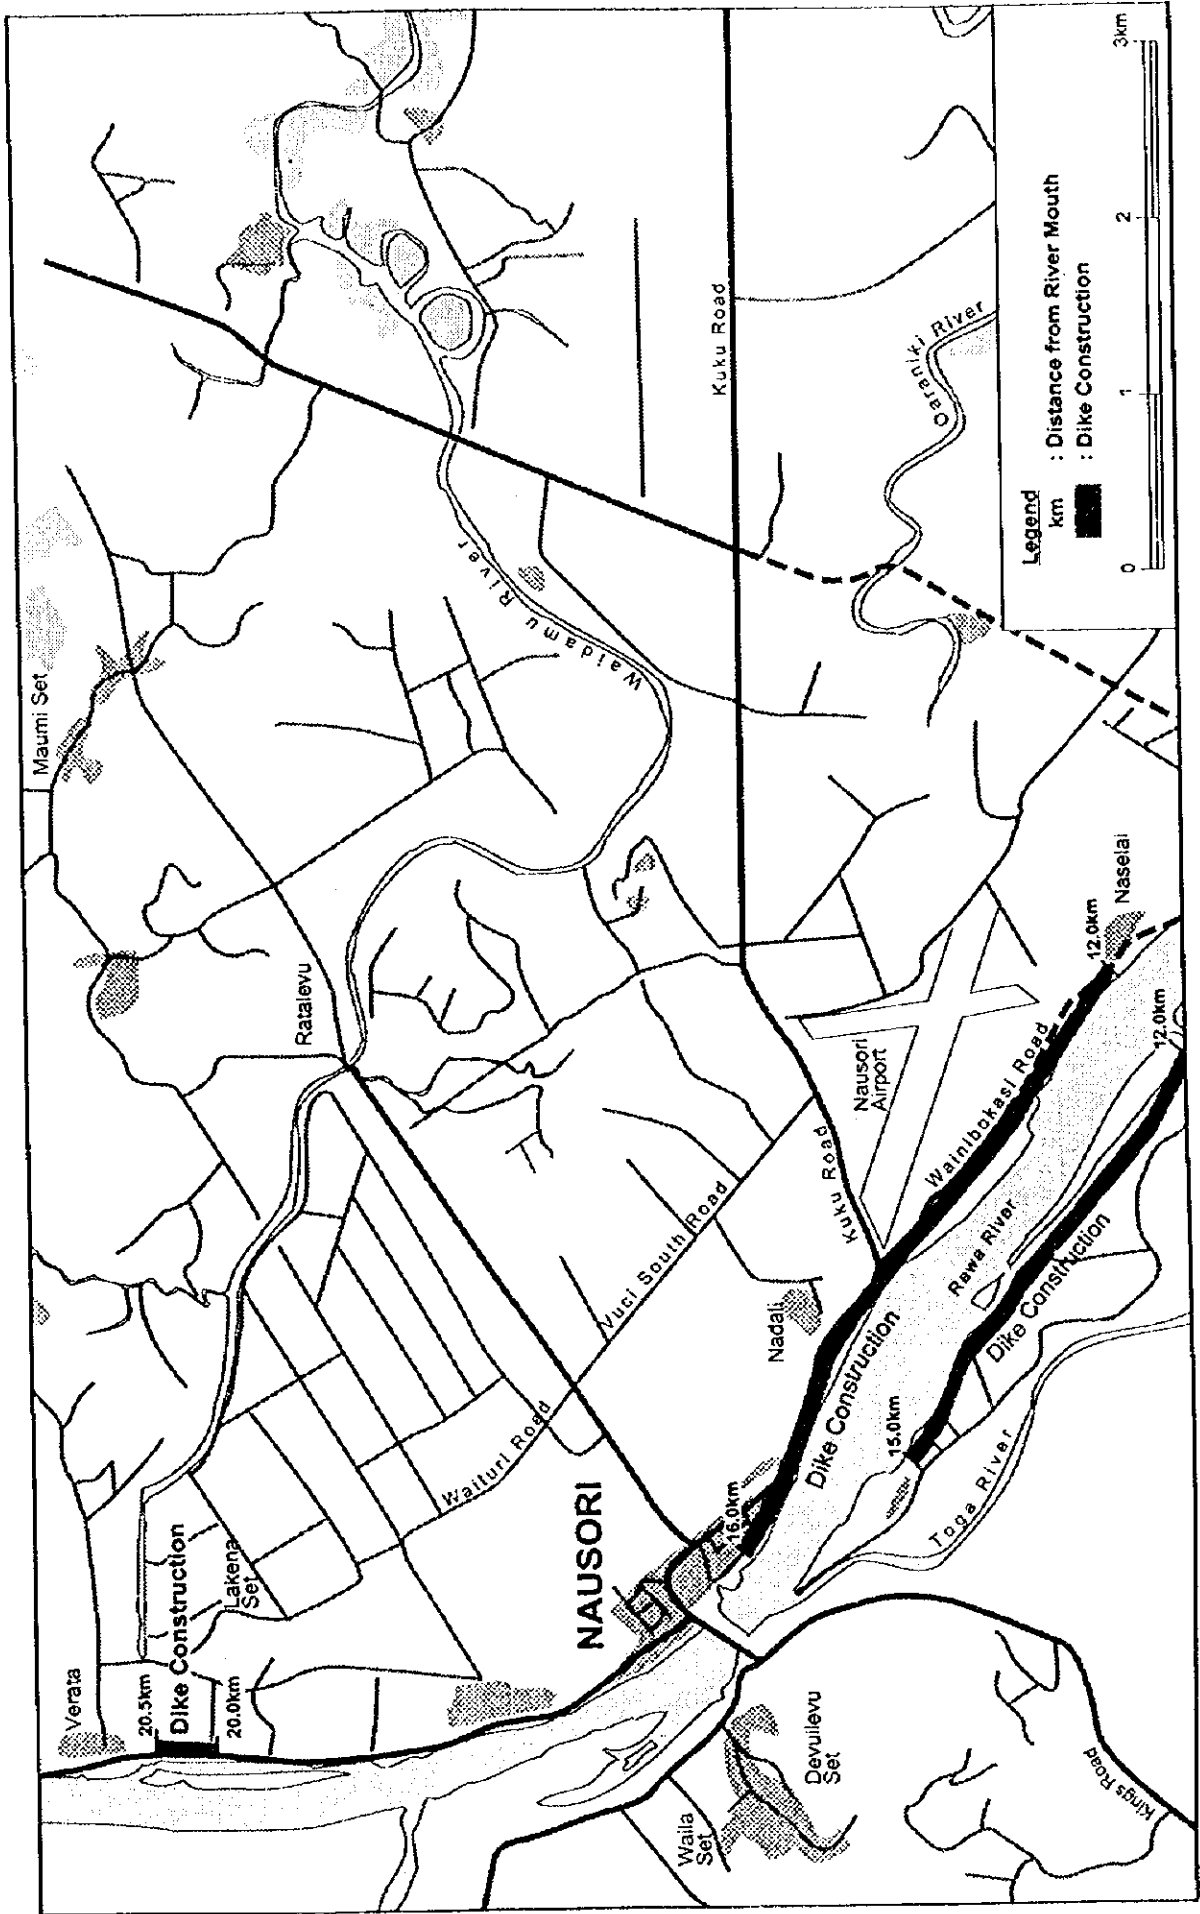 Maumi Set
Verata
20.5km
Dike Construction
20.0km
Lakena
Set
Ratalevu
Waidamu River
Kuku Road
Waituri Road
NAUSORI
Vuci South Road
Nadali
Kuku Road
Nausori
Airport
Wainibokasi Road
12.0km
Naselai
16.0km
Dike Construction
Rewa River
12.0km
15.0km
Dike Construction
Toga River
Waila
Set
Devuilevu
Set
Kings Road
Oaraniki River
Legend
km : Distance from River Mouth
: Dike Construction
0 1 2 3km